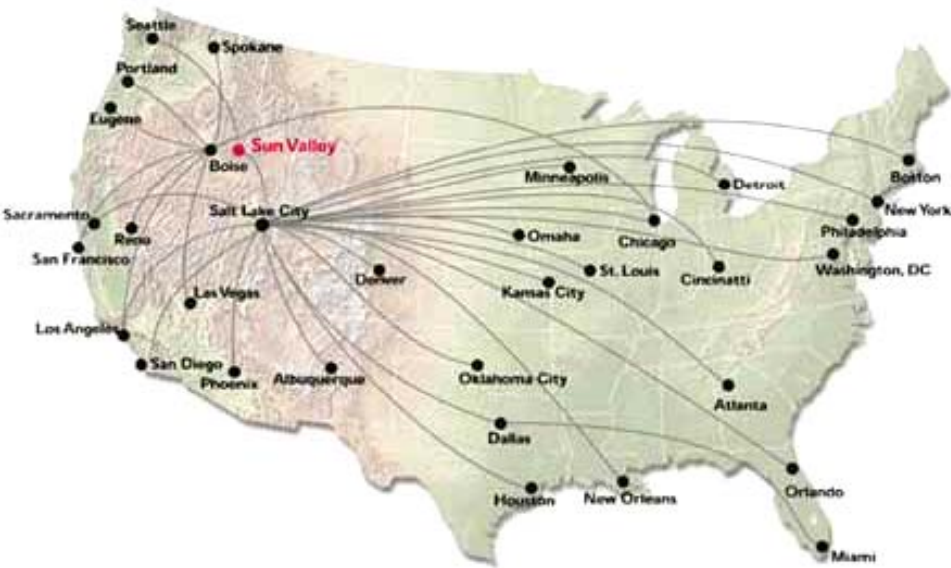 Seattle
Spokane
Portland
Eugene
Sun Valley
Boise
Minneapolis
Detroit
Boston
Sacramento
Salt Lake City
New York
Reno
Omaha
Chicago
Philadelphia
San Francisco
Denver
St. Louis
Cincinatti
Washington, DC
Las Vegas
Kansas City
Los Angeles
San Diego
Phoenix
Albuquerque
Oklahoma City
Atlanta
Dallas
Houston
New Orleans
Orlando
Miami